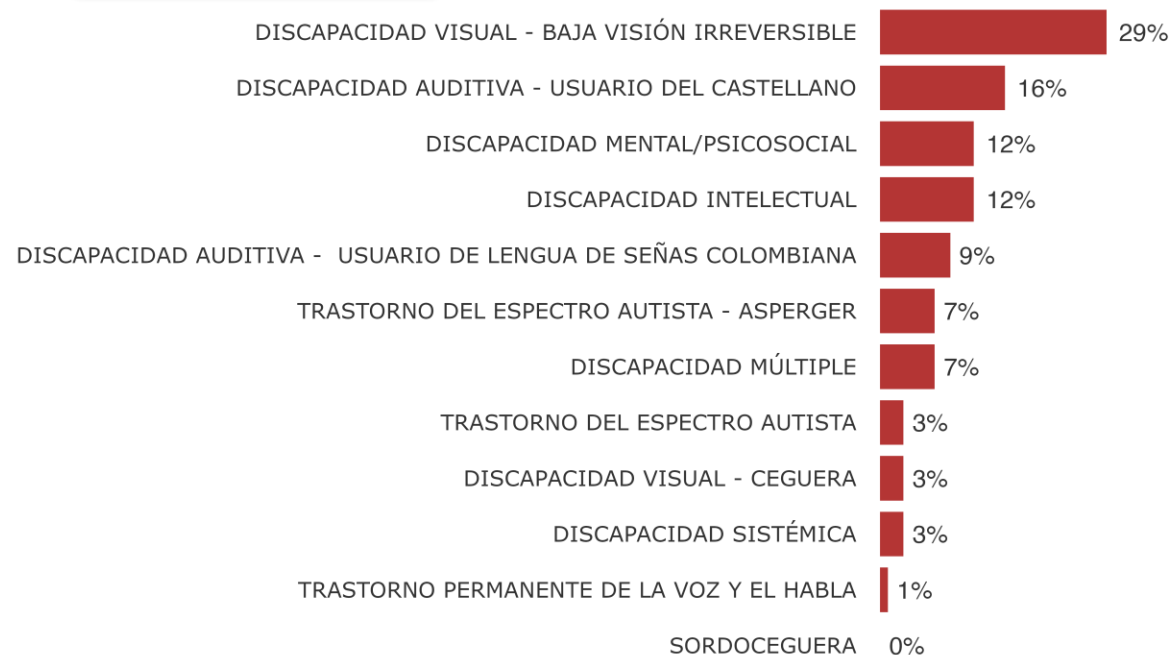 DISCAPACIDAD VISUAL - BAJA VISIÓN IRREVERSIBLE 29%
DISCAPACIDAD AUDITIVA - USUARIO DEL CASTELLANO 16%
DISCAPACIDAD MENTAL/PSICOSOCIAL 12%
DISCAPACIDAD INTELECTUAL 12%
DISCAPACIDAD AUDITIVA - USUARIO DE LENGUA DE SEÑAS COLOMBIANA 9%
TRASTORNO DEL ESPECTRO AUTISTA - ASPERGER 7%
DISCAPACIDAD MÚLTIPLE 7%
TRASTORNO DEL ESPECTRO AUTISTA 3%
DISCAPACIDAD VISUAL - CEGUERA 3%
DISCAPACIDAD SISTÉMICA 3%
TRASTORNO PERMANENTE DE LA VOZ Y EL HABLA 1%
SORDOCEGUERA 0%